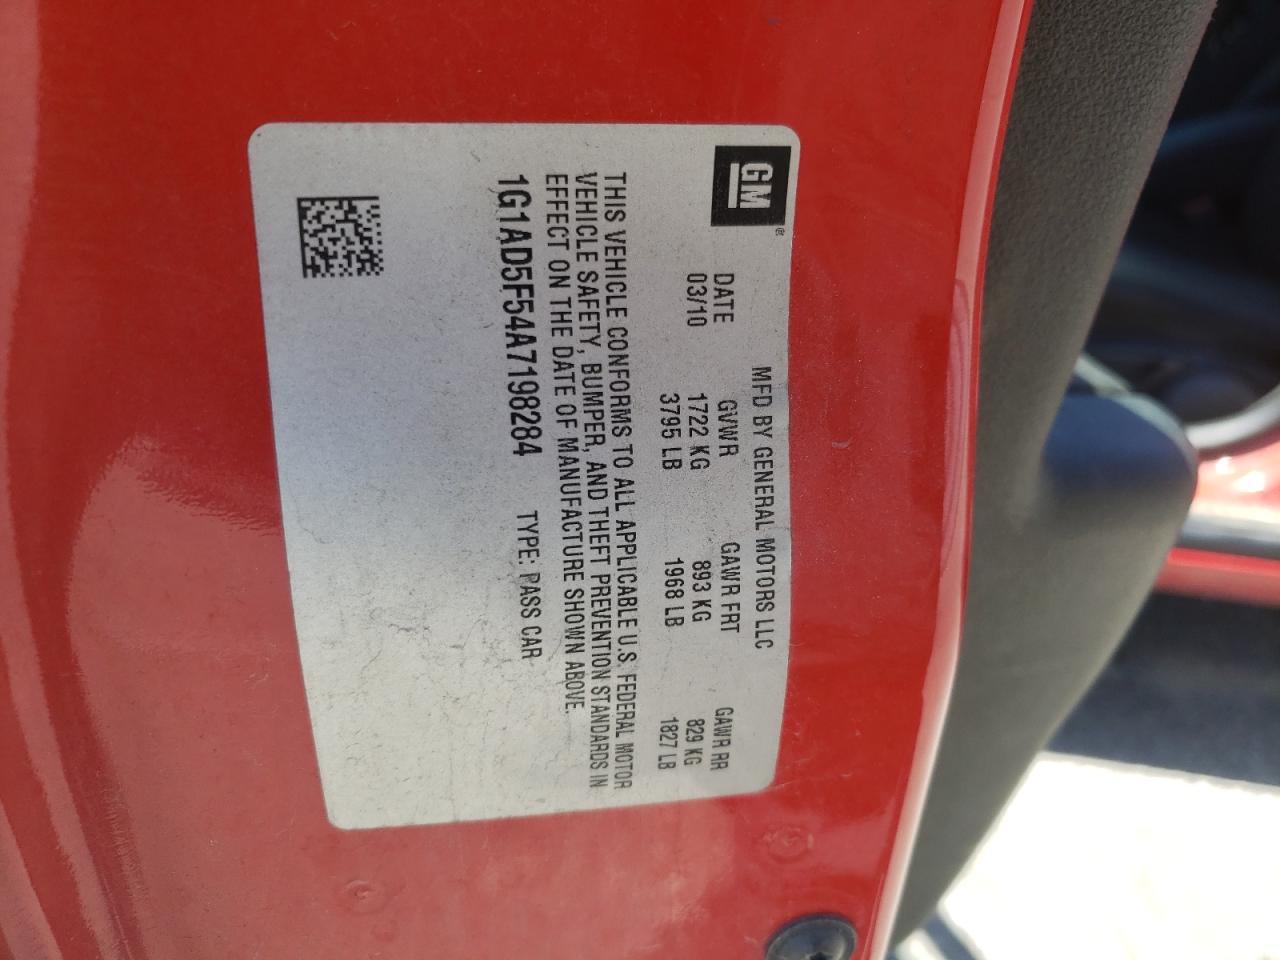 GM ®
MFD BY GENERAL MOTORS LLC
DATE GVWR GAWR FRT GAWR RR
03/10 1722 KG 893 KG 829 KG
3795 LB 1968 LB 1827 LB
THIS VEHICLE CONFORMS TO ALL APPLICABLE U.S. FEDERAL MOTOR
VEHICLE SAFETY, BUMPER, AND THEFT PREVENTION STANDARDS IN
EFFECT ON THE DATE OF MANUFACTURE SHOWN ABOVE.
1G1AD5F54A7198284 TYPE: PASS CAR